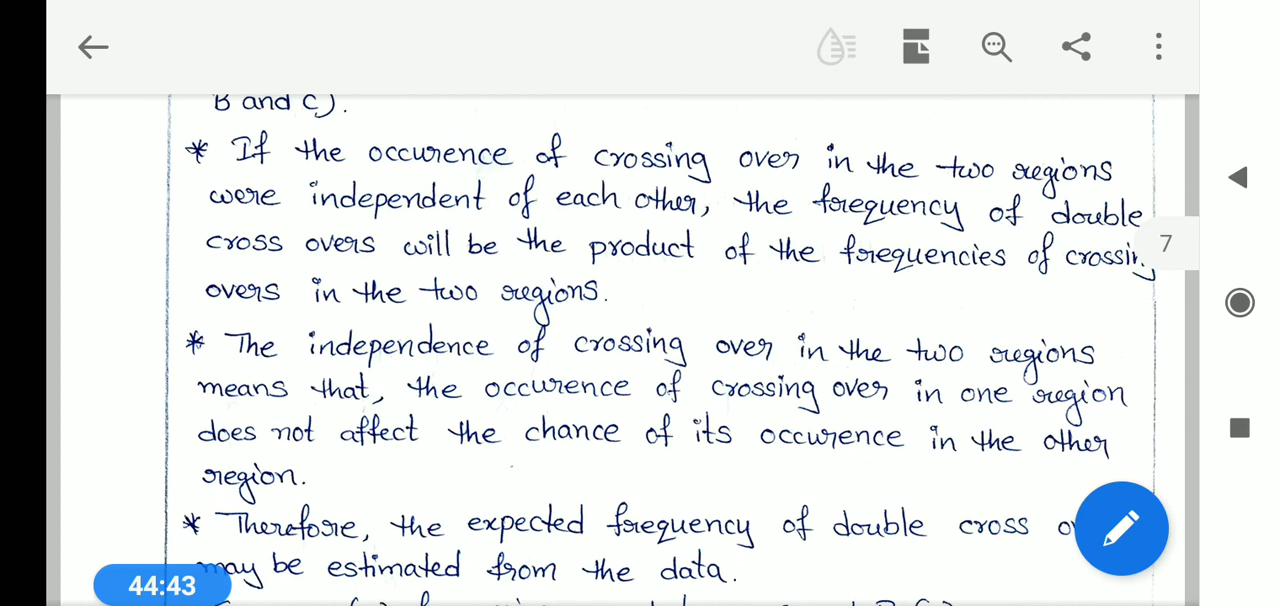 B and C).
* If the occurence of crossing over in the two regions
were independent of each other, the frequency of double
cross overs will be the product of the frequencies of crossing
7
overs in the two regions.
* The independence of crossing over in the two regions
means that, the occurence of crossing over in one region
does not affect the chance of its occurence in the other
region.
* Therefore, the expected frequency of double cross
may be estimated from the data.
44:43